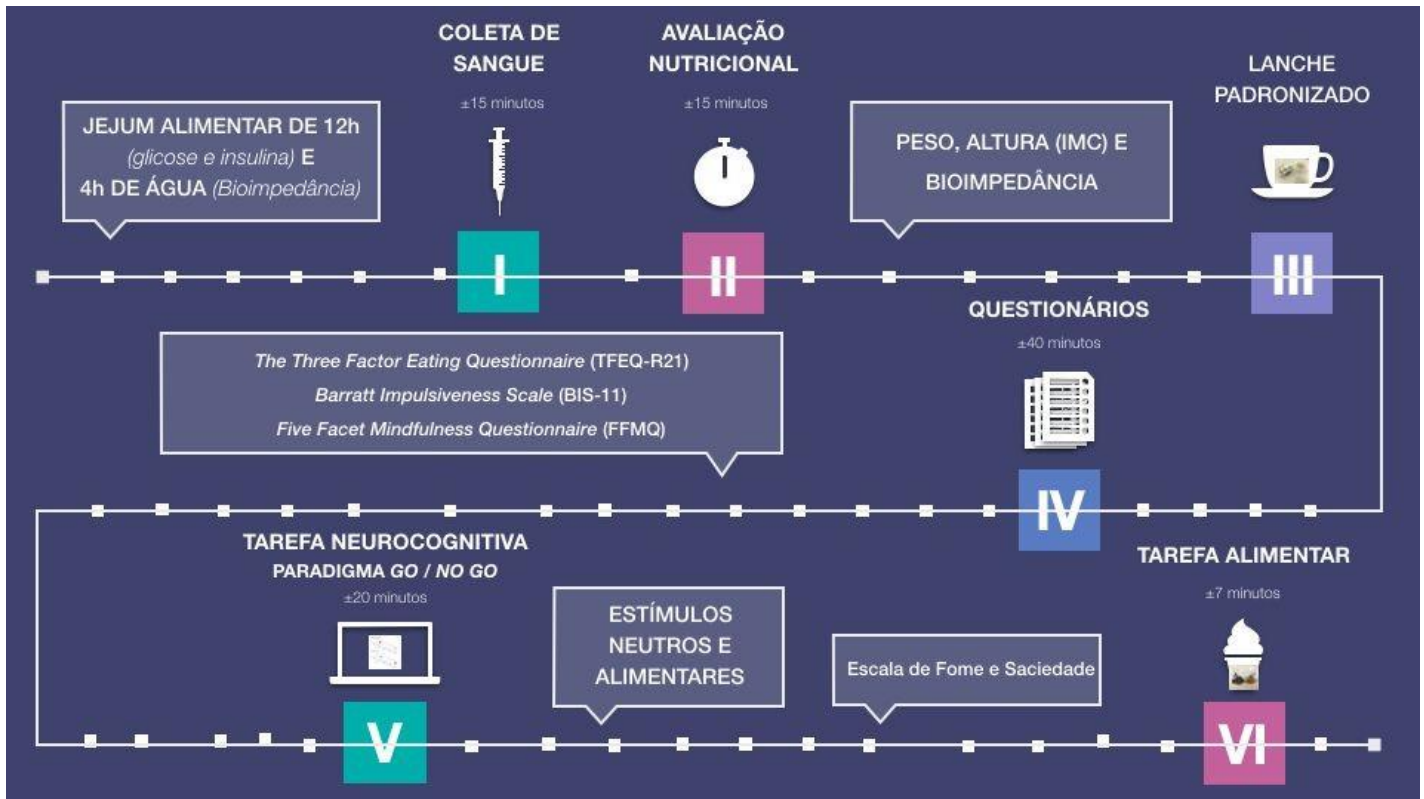 COLETA DE
SANGUE
±15 minutos
AVALIAÇÃO
NUTRICIONAL
±15 minutos
LANCHE
PADRONIZADO
JEJUM ALIMENTAR DE 12h
(glicose e insulina) E
4h DE ÁGUA (Bioimpedância)
PESO, ALTURA (IMC) E
BIOIMPEDÂNCIA
I
II
III
QUESTIONÁRIOS
±40 minutos
The Three Factor Eating Questionnaire (TFEQ-R21)
Barratt Impulsiveness Scale (BIS-11)
Five Facet Mindfulness Questionnaire (FFMQ)
IV
TAREFA NEUROCOGNITIVA
PARADIGMA GO / NO GO
±20 minutos
ESTÍMULOS
NEUTROS E
ALIMENTARES
Escala de Fome e Saciedade
TAREFA ALIMENTAR
±7 minutos
V
VI